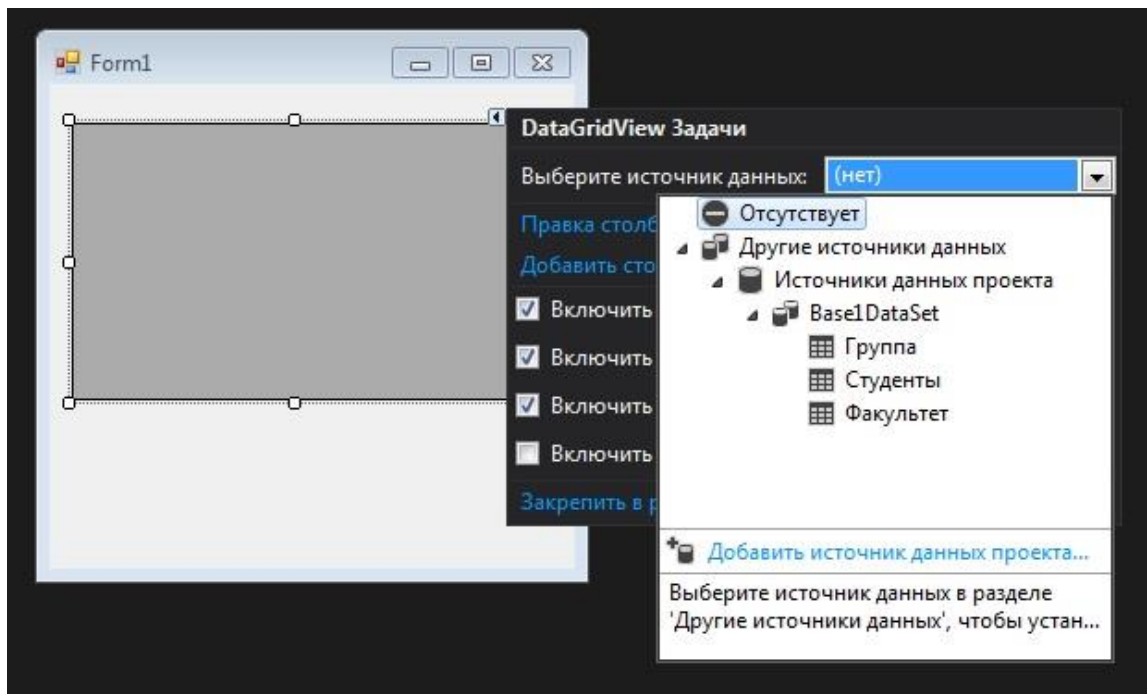 Form1
DataGridView Задачи
Выберите источник данных: (нет)
Правка столб
Добавить сто
Включить
Включить
Включить
Включить
Закрепить в р
Отсутствует
Другие источники данных
Источники данных проекта
Base1DataSet
Группа
Студенты
Факультет
Добавить источник данных проекта...
Выберите источник данных в разделе
'Другие источники данных', чтобы устан...